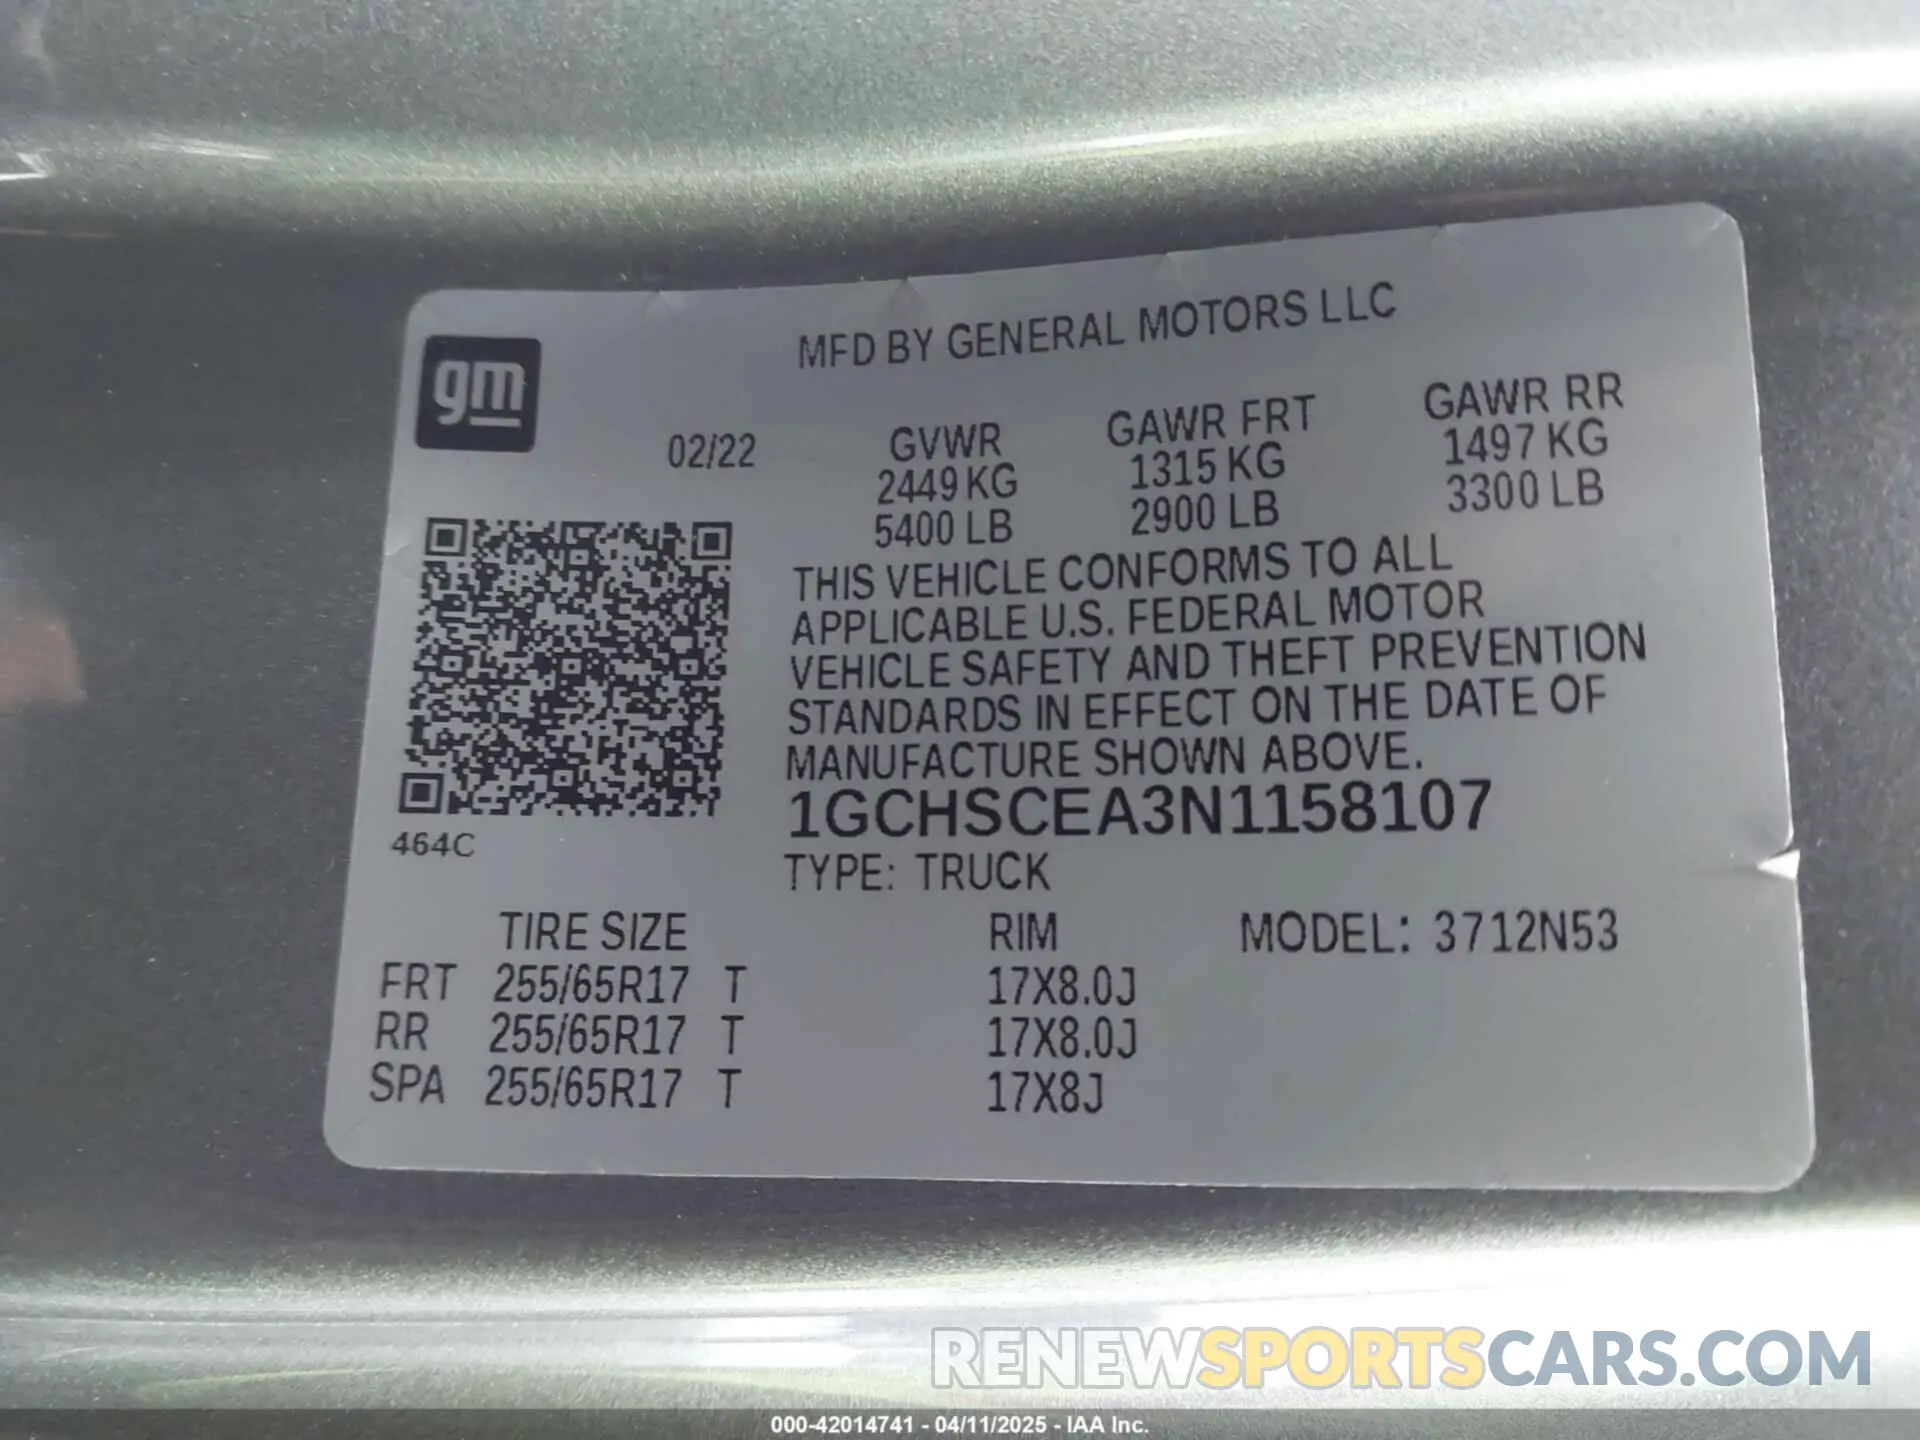 MFD BY GENERAL MOTORS LLC
gm
02/22
GVWR GAWR FRT GAWR RR
2449 KG 1315 KG 1497 KG
5400 LB 2900 LB 3300 LB
THIS VEHICLE CONFORMS TO ALL
APPLICABLE U.S. FEDERAL MOTOR
VEHICLE SAFETY AND THEFT PREVENTION
STANDARDS IN EFFECT ON THE DATE OF
MANUFACTURE SHOWN ABOVE.
1GCHSCEA3N1158107
464C
TYPE: TRUCK
TIRE SIZE RIM MODEL: 3712N53
FRT 255/65R17 T 17X8.0J
RR 255/65R17 T 17X8.0J
SPA 255/65R17 T 17X8J
RENEWSPORTSCARS.COM
000-42014741 - 04/11/2025 - IAA Inc.